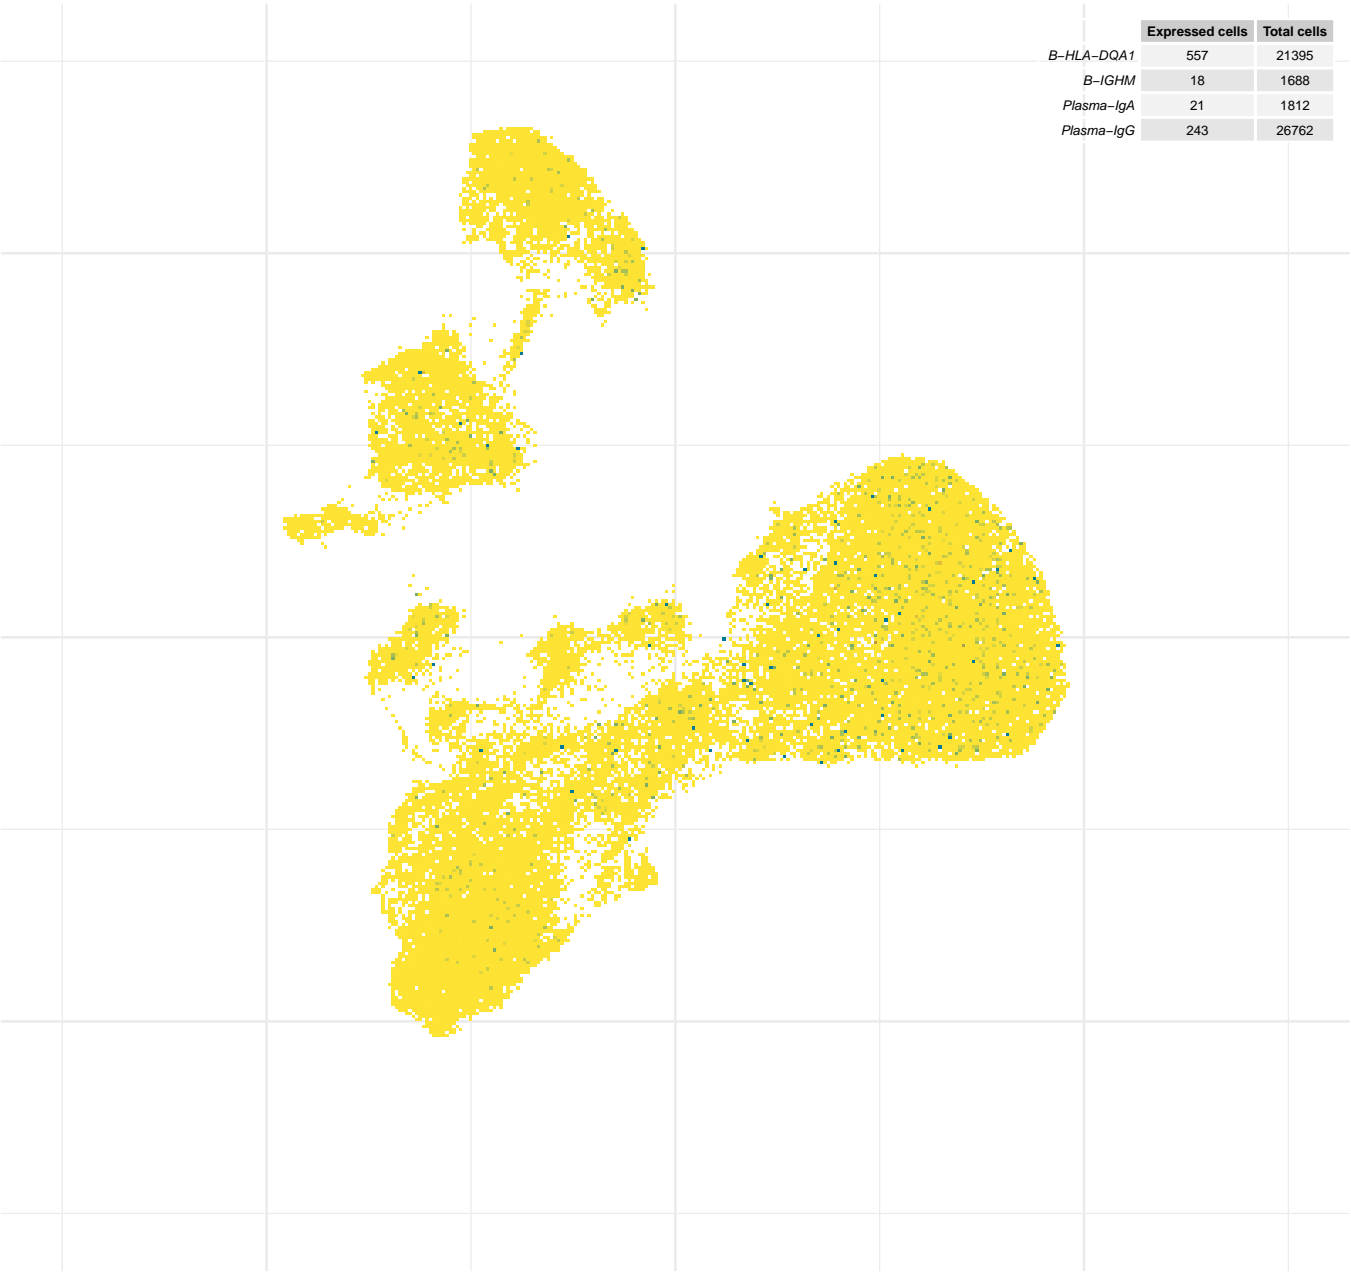 Expressed cells Total cells
B−HLA−DQA1 557 21395
B−IGHM 18 1688
Plasma−IgA 21 1812
Plasma−IgG 243 26762